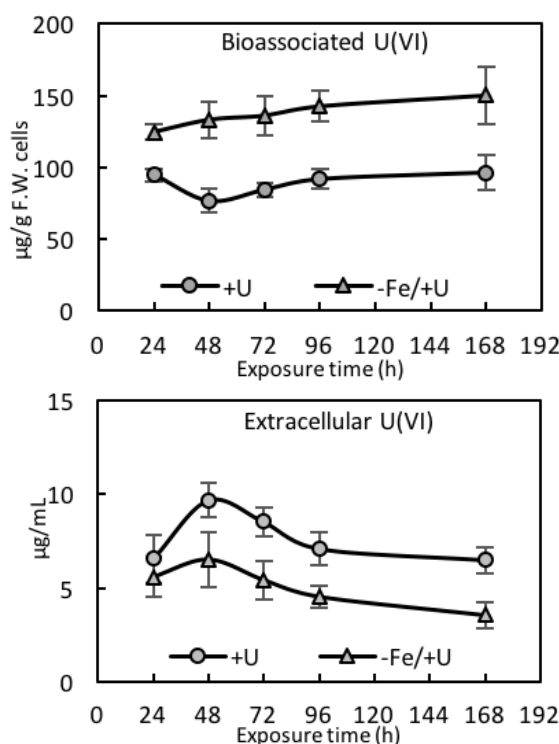 Bioassociated U(VI)
µg/g F.W. cells
200
150
100
50
0
+U -Fe/+U
0 24 48 72 96 120 144 168 192
Exposure time (h)
Extracellular U(VI)
µg/mL
15
10
5
0
+U -Fe/+U
0 24 48 72 96 120 144 168 192
Exposure time (h)